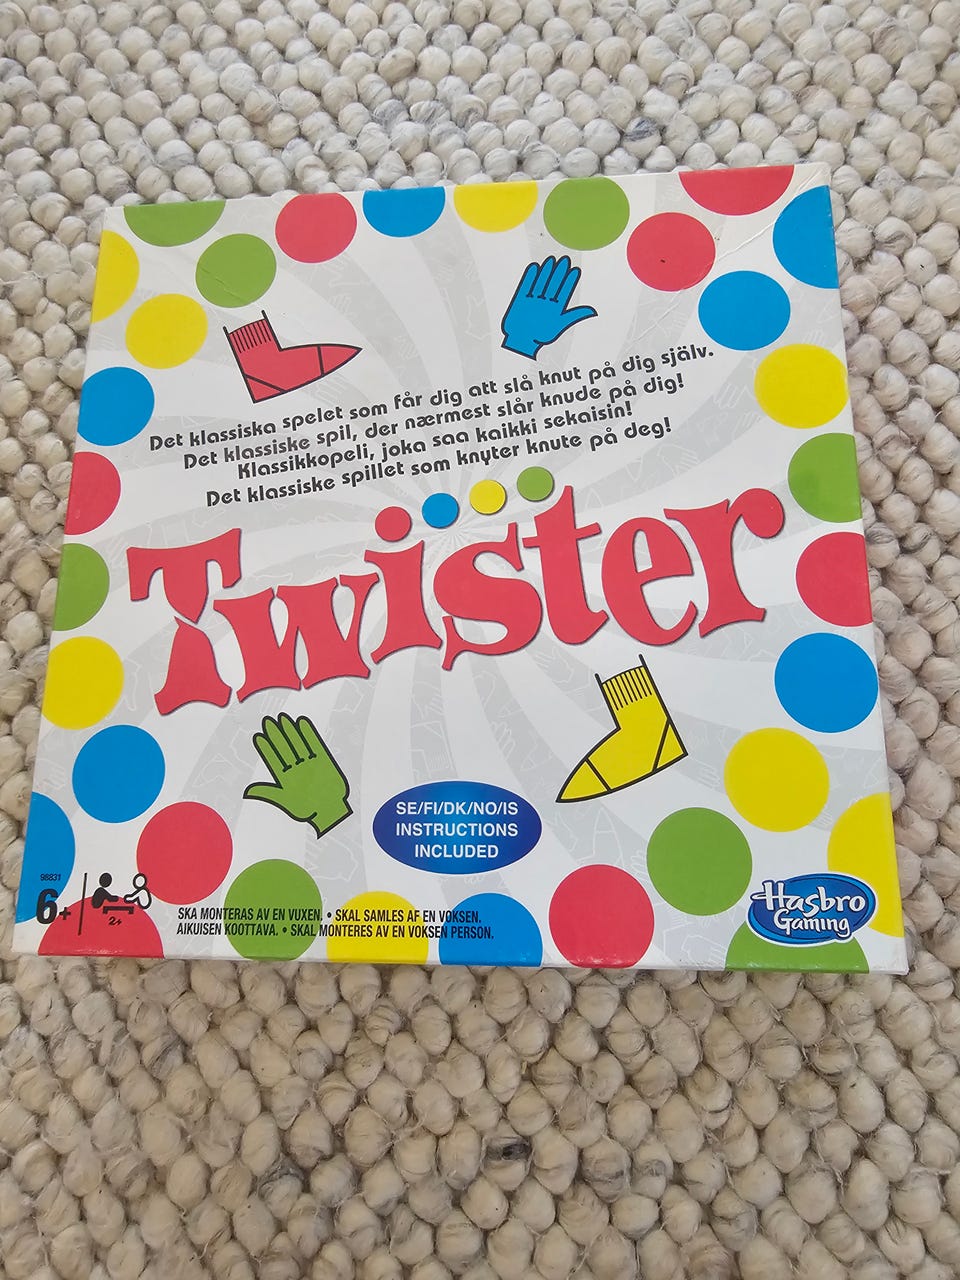 Det klassiska spelet som får dig att slå knut på dig själv.
Det klassiske spil, der nærmest slår knude på dig!
Klassikkopeli, joka saa kaikki sekaisin!
Det klassiske spillet som knyter knute på deg!
Twister
SE/FI/DK/NO/IS
INSTRUCTIONS
INCLUDED
98831
6+
2+
SKA MONTERAS AV EN VUXEN. • SKAL SAMLES AF EN VOKSEN.
AIKUISEN KOOTTAVA. • SKAL MONTERES AV EN VOKSEN PERSON.
Hasbro
Gaming